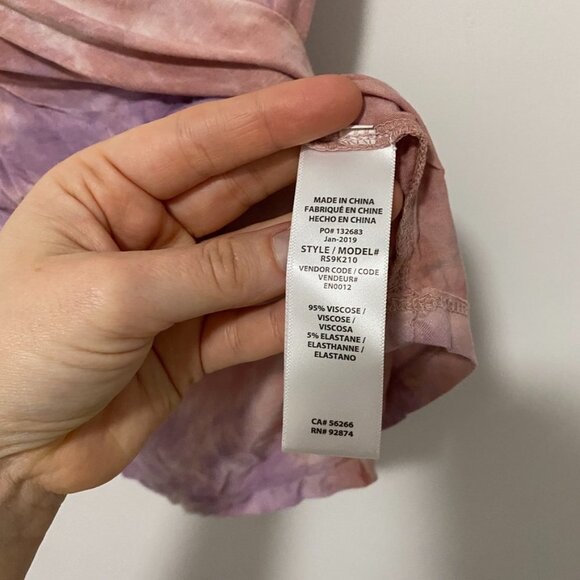 MADE IN CHINA
FABRIQUÉ EN CHINE
HECHO EN CHINA
PO# 132683
Jan-2019
STYLE / MODEL#
RS9K210
VENDOR CODE / CODE
VENDEUR#
EN0012
95% VISCOSE /
VISCOSE /
VISCOSA
5% ELASTANE /
ELASTHANNE /
ELASTANO
CA# 56266
RN# 92874